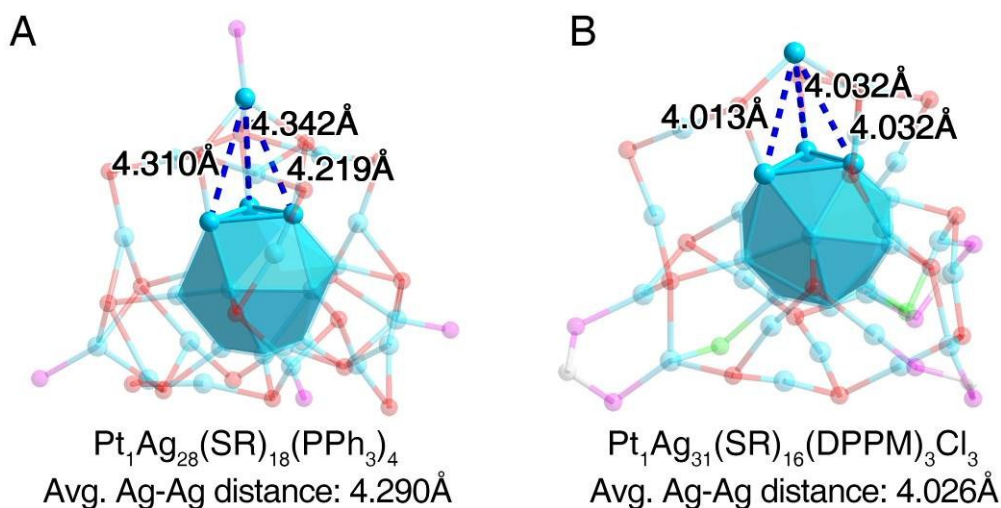 A
4.342Å
4.310Å
4.219Å
Pt₁Ag₂₈(SR)₁₈(PPh₃)₄
Avg. Ag-Ag distance: 4.290Å
B
4.032Å
4.013Å
4.032Å
Pt₁Ag₃₁(SR)₁₆(DPPM)₃Cl₃
Avg. Ag-Ag distance: 4.026Å